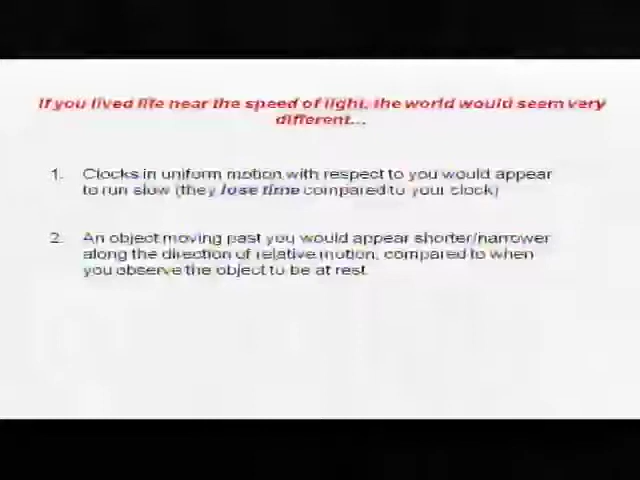 If you lived life near the speed of light, the world would seem very
different...
1. Clocks in uniform motion with respect to you would appear
to run slow (they lose time compared to your clock)
2. An object moving past you would appear shorter/narrower
along the direction of relative motion, compared to when
you observe the object to be at rest